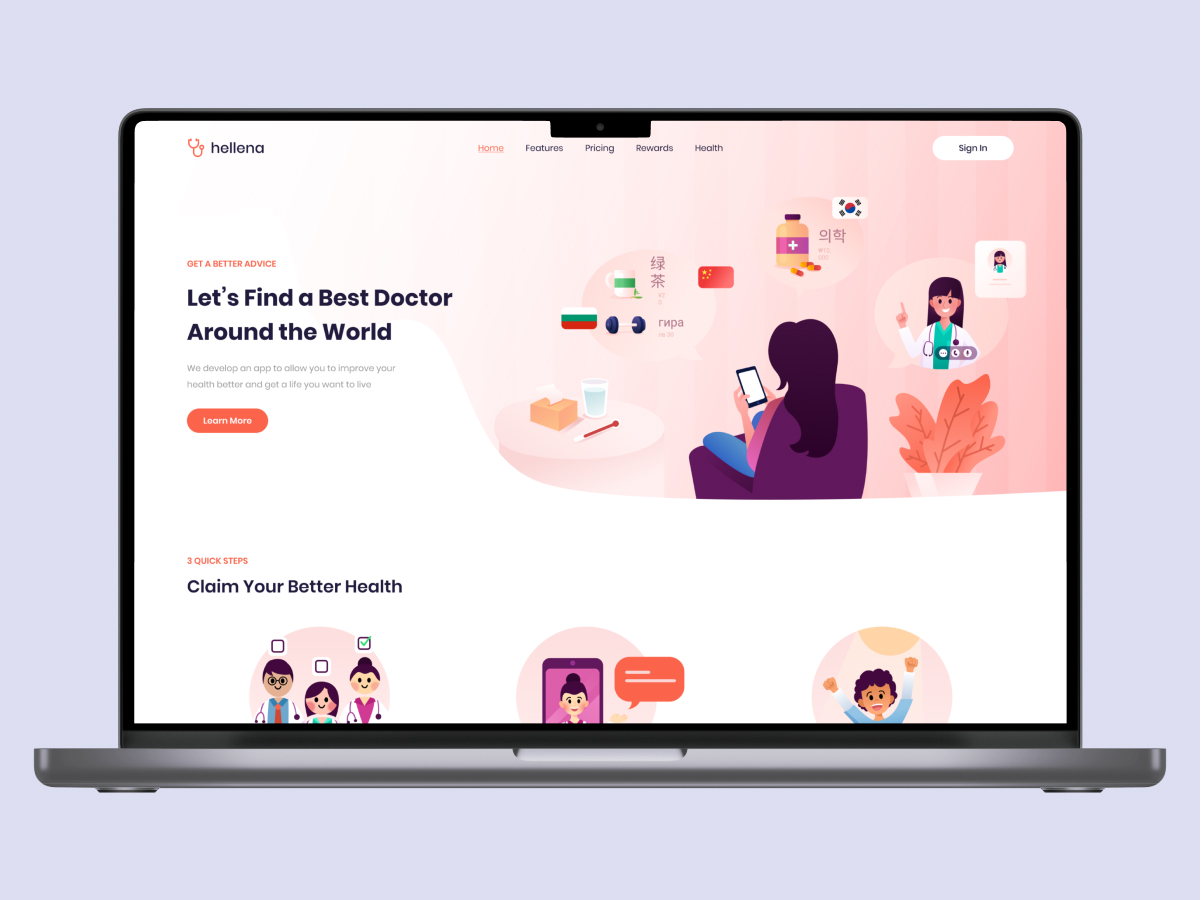 hellena
Home
Features
Pricing
Rewards
Health
Sign In
GET A BETTER ADVICE
Let's Find a Best Doctor
Around the World
We develop an app to allow you to improve your
health better and get a life you want to live
Learn More
绿
茶
гира
의학
3 QUICK STEPS
Claim Your Better Health